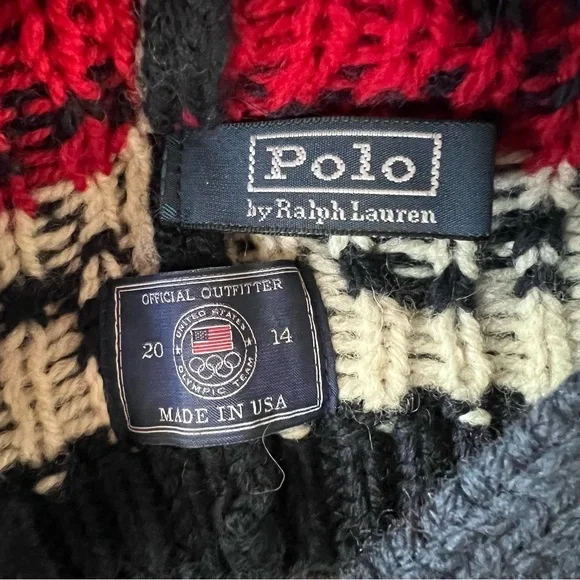 Polo
by Ralph Lauren
OFFICIAL OUTFITTER
UNITED STATES
20 14
OLYMPIC TEAM
MADE IN USA